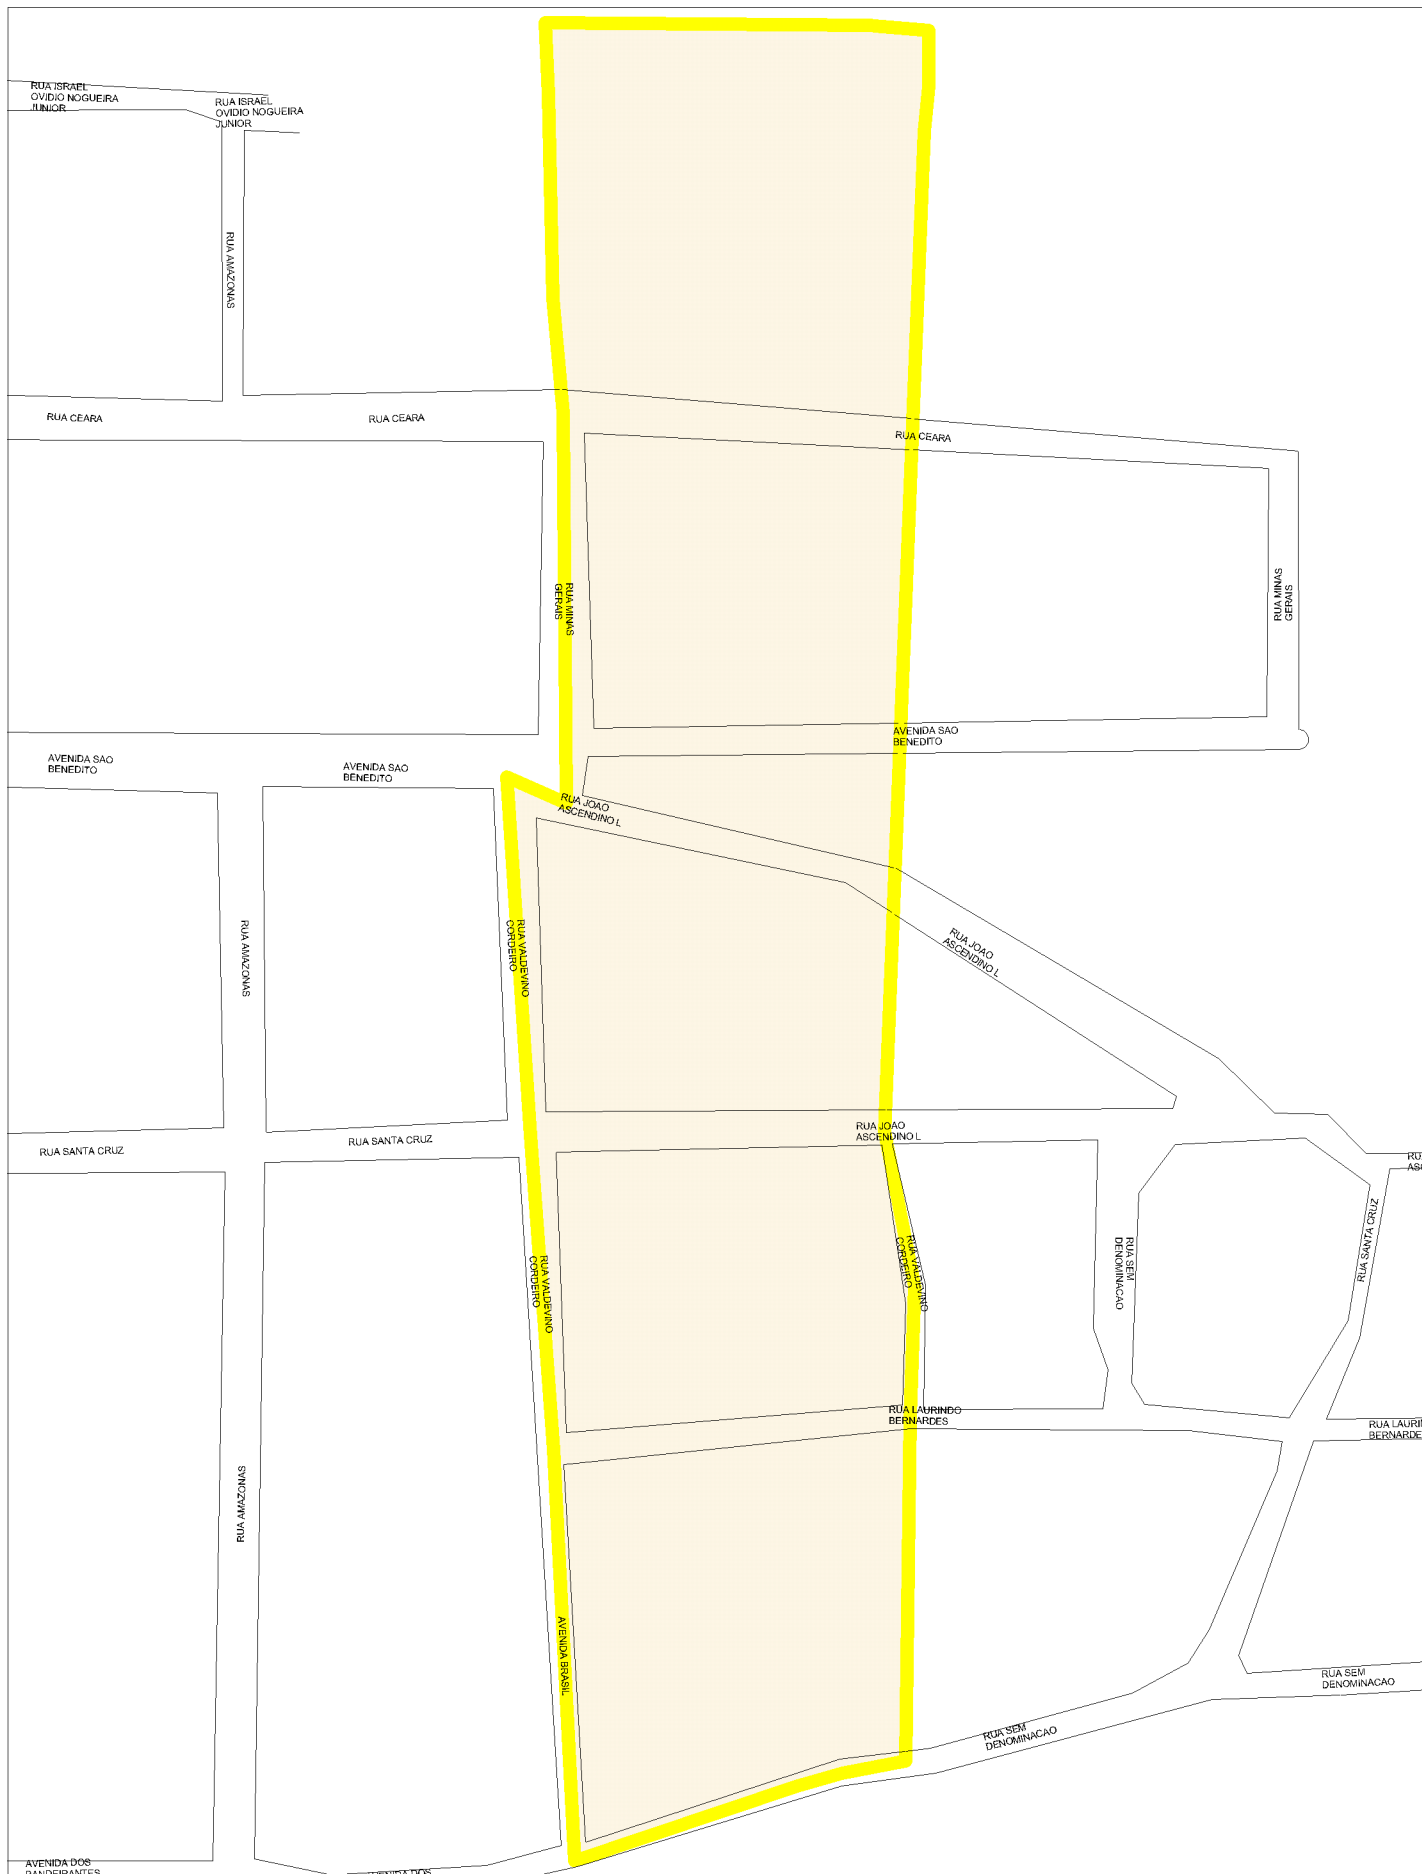 RUA ISRAEL
OVIDIO NOGUEIRA
JUNIOR
RUA ISRAEL
OVIDIO NOGUEIRA
JUNIOR
RUA AMAZONAS
RUA CEARA
RUA CEARA
RUA CEARA
RUA MINAS
GERAIS
RUA MINAS
GERAIS
AVENIDA SAO
BENEDITO
AVENIDA SAO
BENEDITO
AVENIDA SAO
BENEDITO
RUA JOAO
ASCENDINO L
RUA VALDEVINO
CORDEIRO
RUA AMAZONAS
RUA JOAO
ASCENDINO L
RUA SANTA CRUZ
RUA SANTA CRUZ
RUA JOAO
ASCENDINO L
RUA VALDEVINO
CORDEIRO
RUA VALDEVINO
CORDEIRO
RUA SEM
DENOMINACAO
RUA SANTA CRUZ
RUA LAURINDO
BERNARDES
RUA AMAZONAS
AVENIDA BRASIL
RUA SEM
DENOMINACAO
RUA SEM
DENOMINACAO
AVENIDA DOS
BANDEIRANTES
AVENIDA DOS